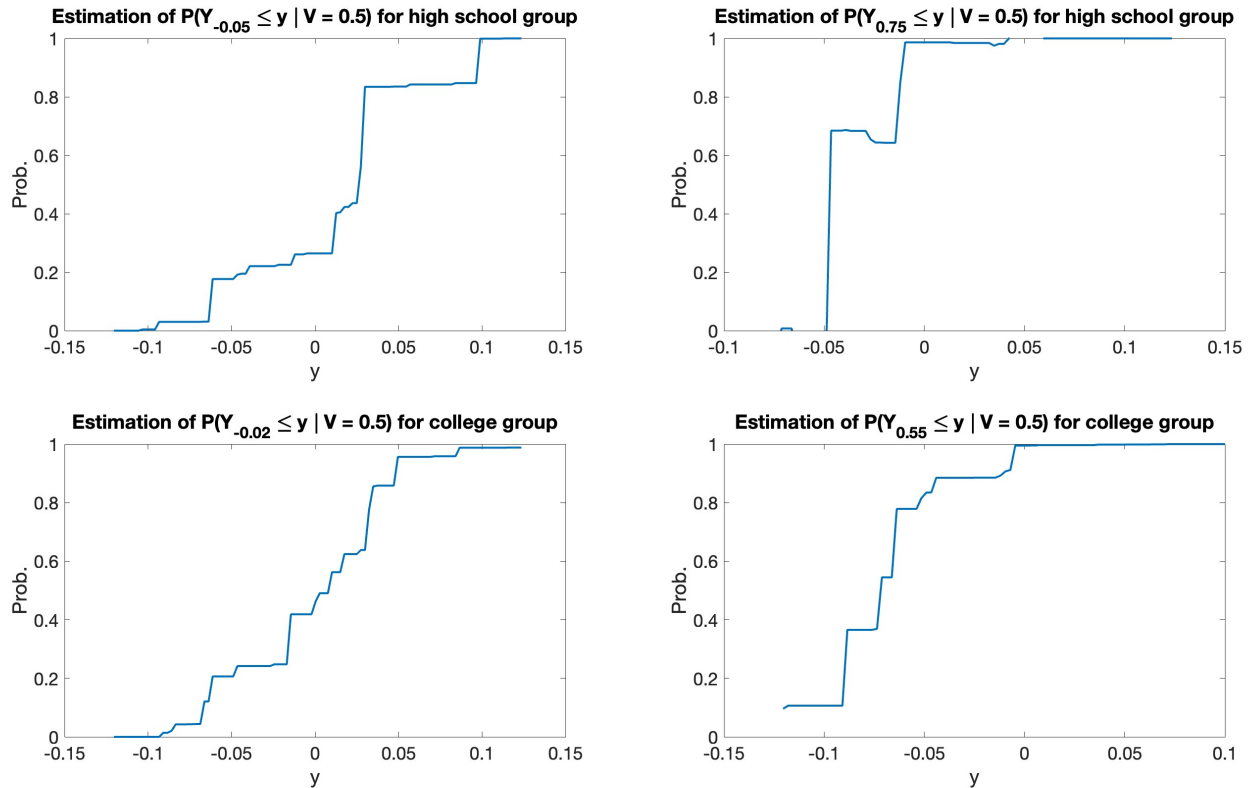 Estimation of P(Y-0.05 ≤ y | V = 0.5) for high school group
1
0.8
0.6
0.4
0.2
0
Prob.
-0.15 -0.1 -0.05 0 0.05 0.1 0.15
y
Estimation of P(Y0.75 ≤ y | V = 0.5) for high school group
1
0.8
0.6
0.4
0.2
0
Prob.
-0.1 -0.05 0 0.05 0.1 0.15
y
Estimation of P(Y-0.02 ≤ y | V = 0.5) for college group
1
0.8
0.6
0.4
0.2
0
Prob.
-0.15 -0.1 -0.05 0 0.05 0.1 0.15
y
Estimation of P(Y0.55 ≤ y | V = 0.5) for college group
1
0.8
0.6
0.4
0.2
0
Prob.
-0.15 -0.1 -0.05 0 0.05 0.1
y